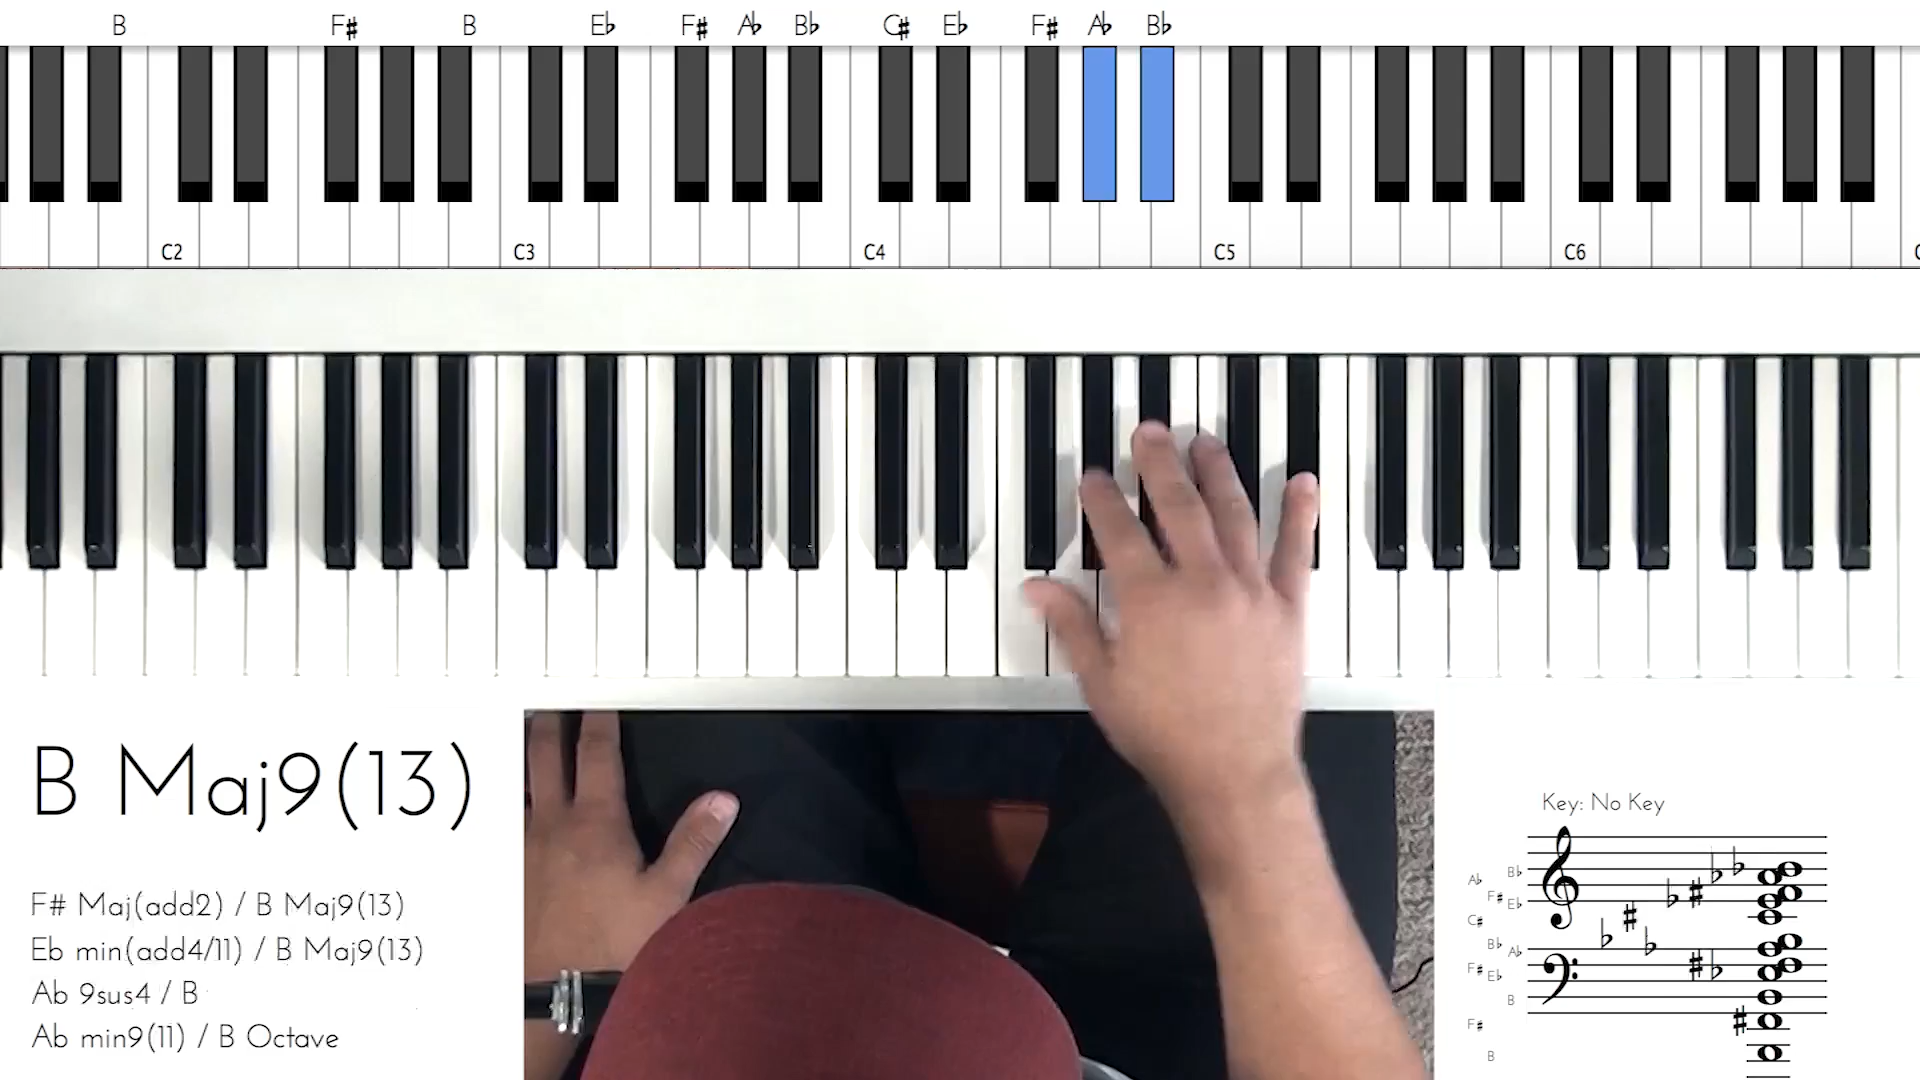 B F♯ B E♭ F♯ A♭ B♭ C♯ E♭ F♯ A♭ B♭
C2 C3 C4 C5 C6
B Maj9(13)
F# Maj(add2) / B Maj9(13)
Eb min(add4/11) / B Maj9(13)
Ab 9sus4 / B
Ab min9(11) / B Octave
Key: No Key
B♭
A♭
F♯
E♭
C♯
B♭
A♭
F♯
E♭
B
F♯
B